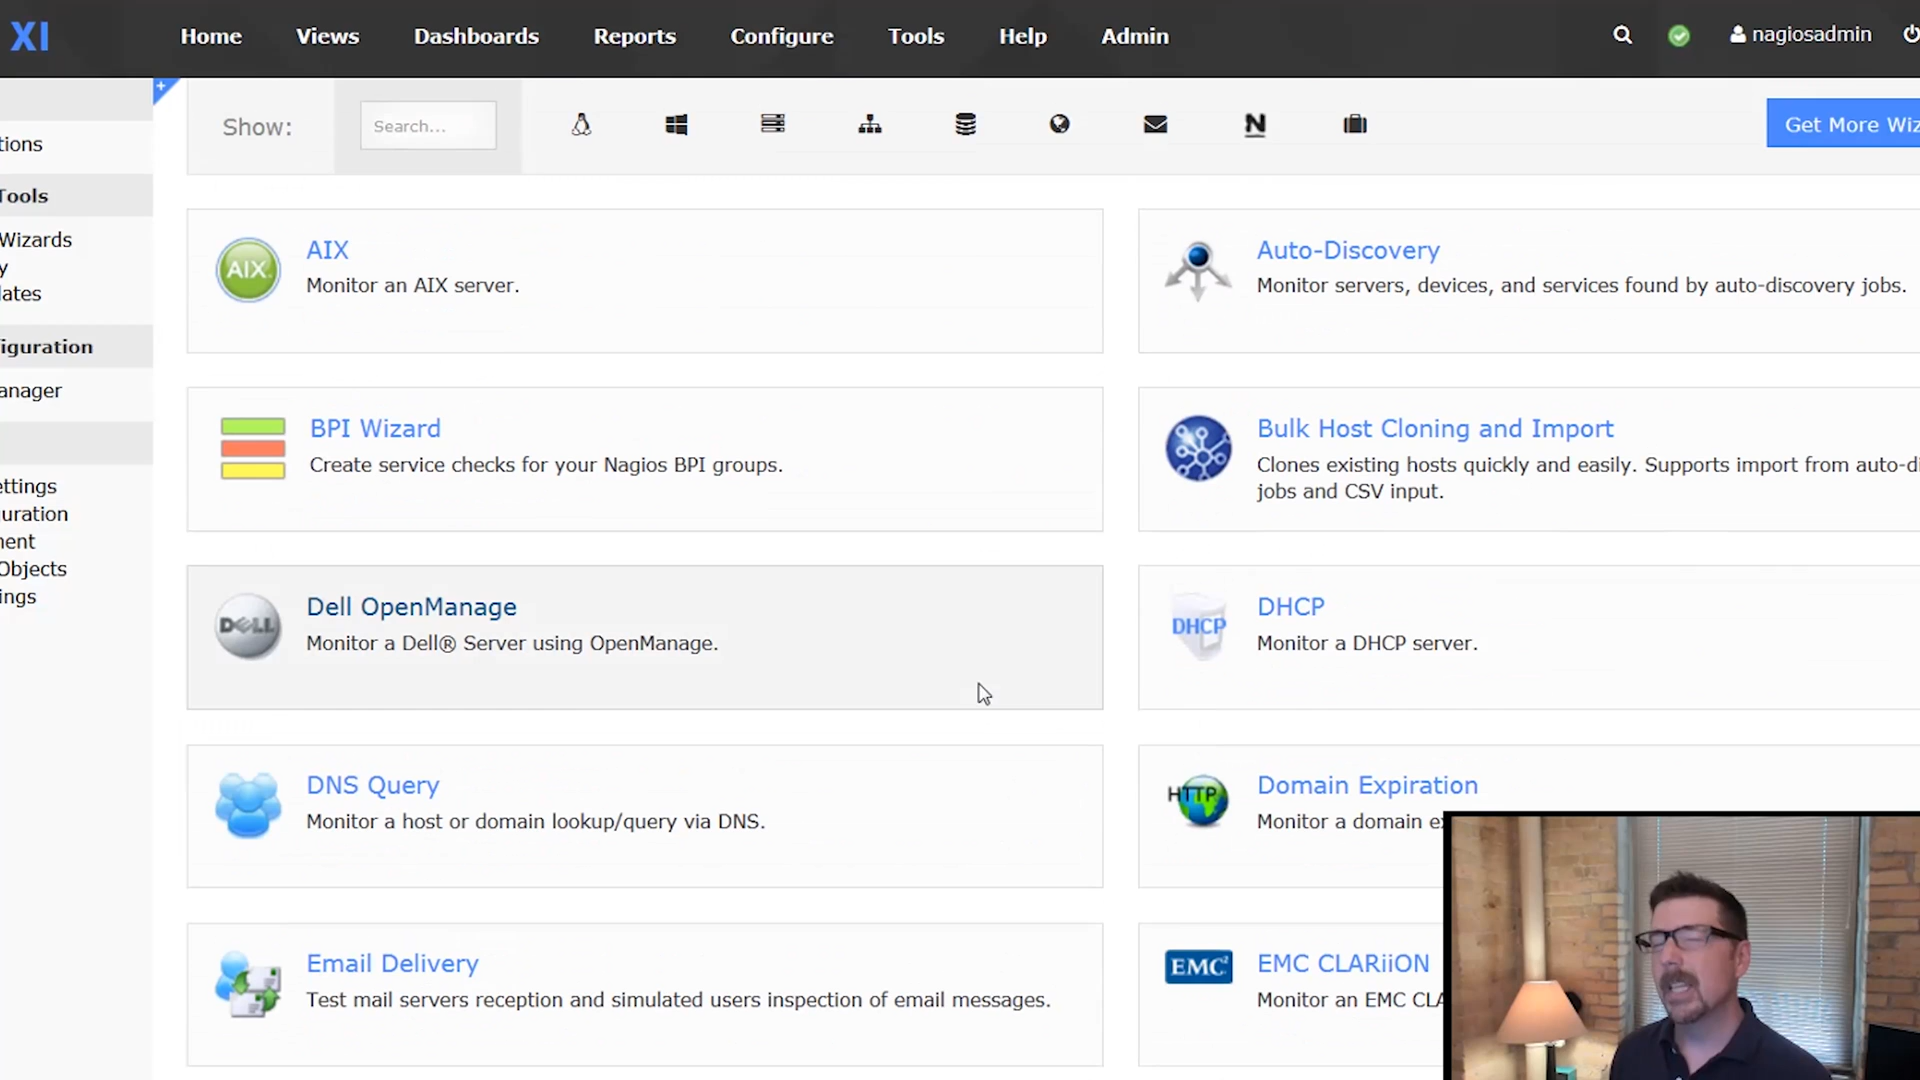 XI
Home
Views
Dashboards
Reports
Configure
Tools
Help
Admin
nagiosadmin
tions
Tools
Wizards
y
lates
iguration
anager
ettings
uration
nent
Objects
ings
Show:
Search...
N
Get More Wiz
AIX
AIX
Monitor an AIX server.
Auto-Discovery
Monitor servers, devices, and services found by auto-discovery jobs.
BPI Wizard
Create service checks for your Nagios BPI groups.
Bulk Host Cloning and Import
Clones existing hosts quickly and easily. Supports import from auto-di
jobs and CSV input.
DELL
Dell OpenManage
Monitor a Dell® Server using OpenManage.
DHCP
DHCP
Monitor a DHCP server.
DNS Query
Monitor a host or domain lookup/query via DNS.
HTTP
Domain Expiration
Monitor a domain e
Email Delivery
Test mail servers reception and simulated users inspection of email messages.
EMC²
EMC CLARiiON
Monitor an EMC CLA